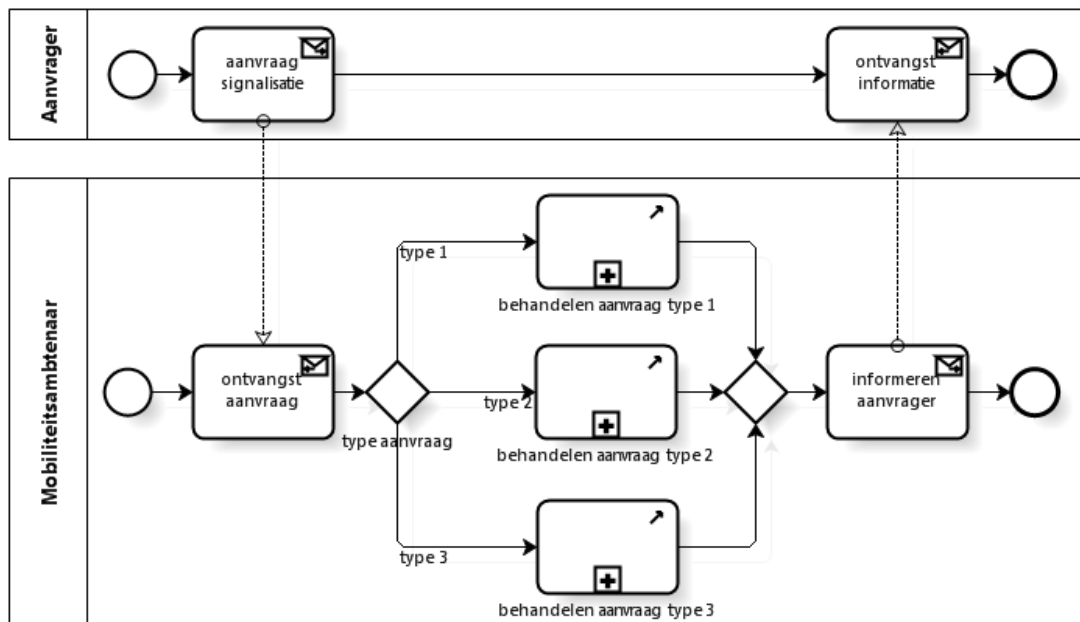 Aanvrager
aanvraag
signalisatie
ontvangst
informatie
Mobiliteitsambtenaar
ontvangst
aanvraag
type aanvraag
type 1
behandelen aanvraag type 1
type 2
behandelen aanvraag type 2
type 3
behandelen aanvraag type 3
informeren
aanvrager